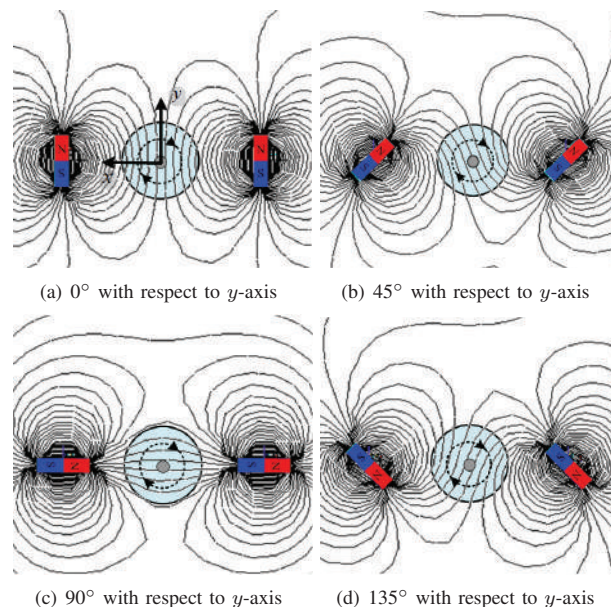 N
S
y
x
N
S
N
S
N
S
(a) 0° with respect to y-axis
(b) 45° with respect to y-axis
S N
S N
S
N
S
N
(c) 90° with respect to y-axis
(d) 135° with respect to y-axis